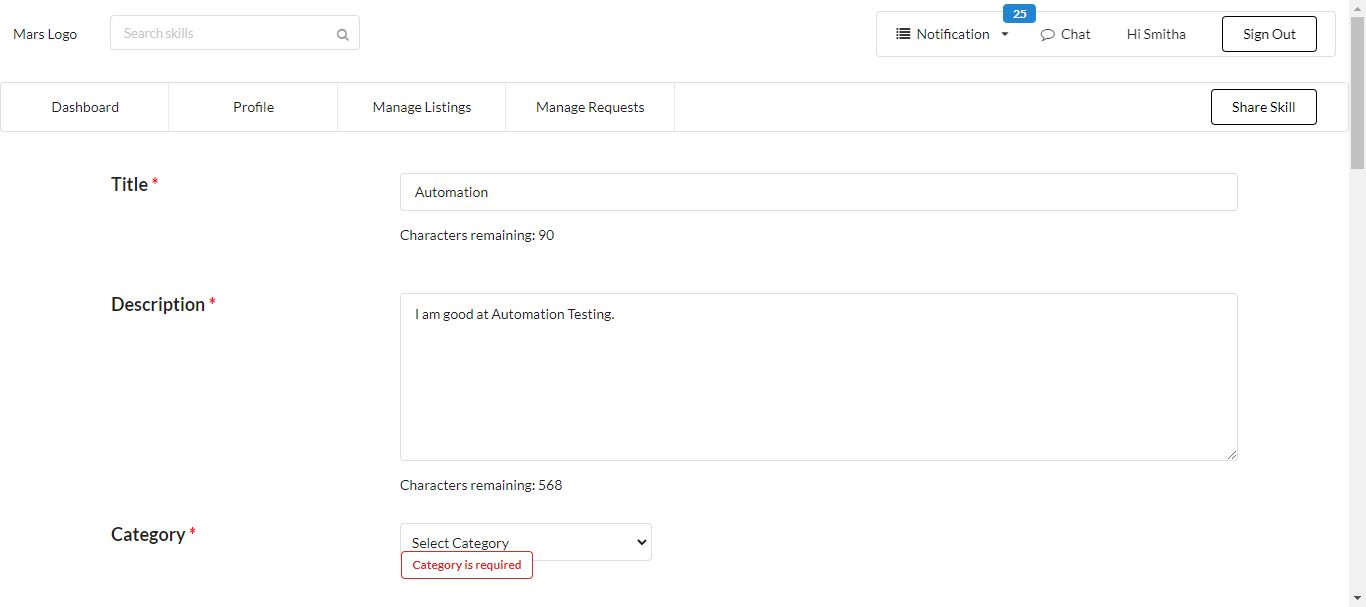 Mars Logo
Search skills
Notification
25
Chat
Hi Smitha
Sign Out
Dashboard
Profile
Manage Listings
Manage Requests
Share Skill
Title *
Automation
Characters remaining: 90
Description *
I am good at Automation Testing.
Characters remaining: 568
Category *
Select Category
Category is required